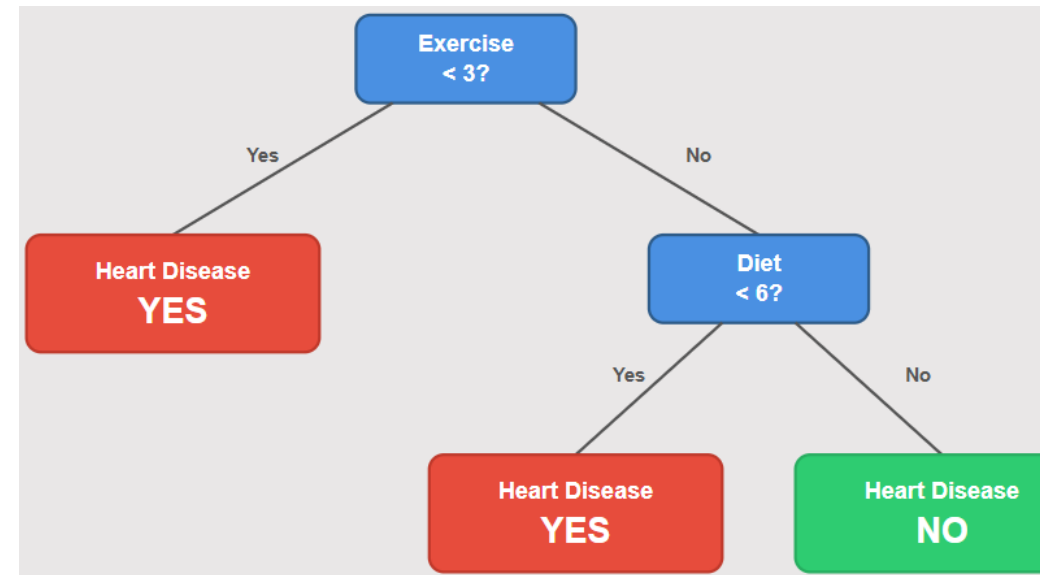 Exercise
< 3?
Yes
No
Heart Disease
YES
Diet
< 6?
Yes
No
Heart Disease
YES
Heart Disease
NO